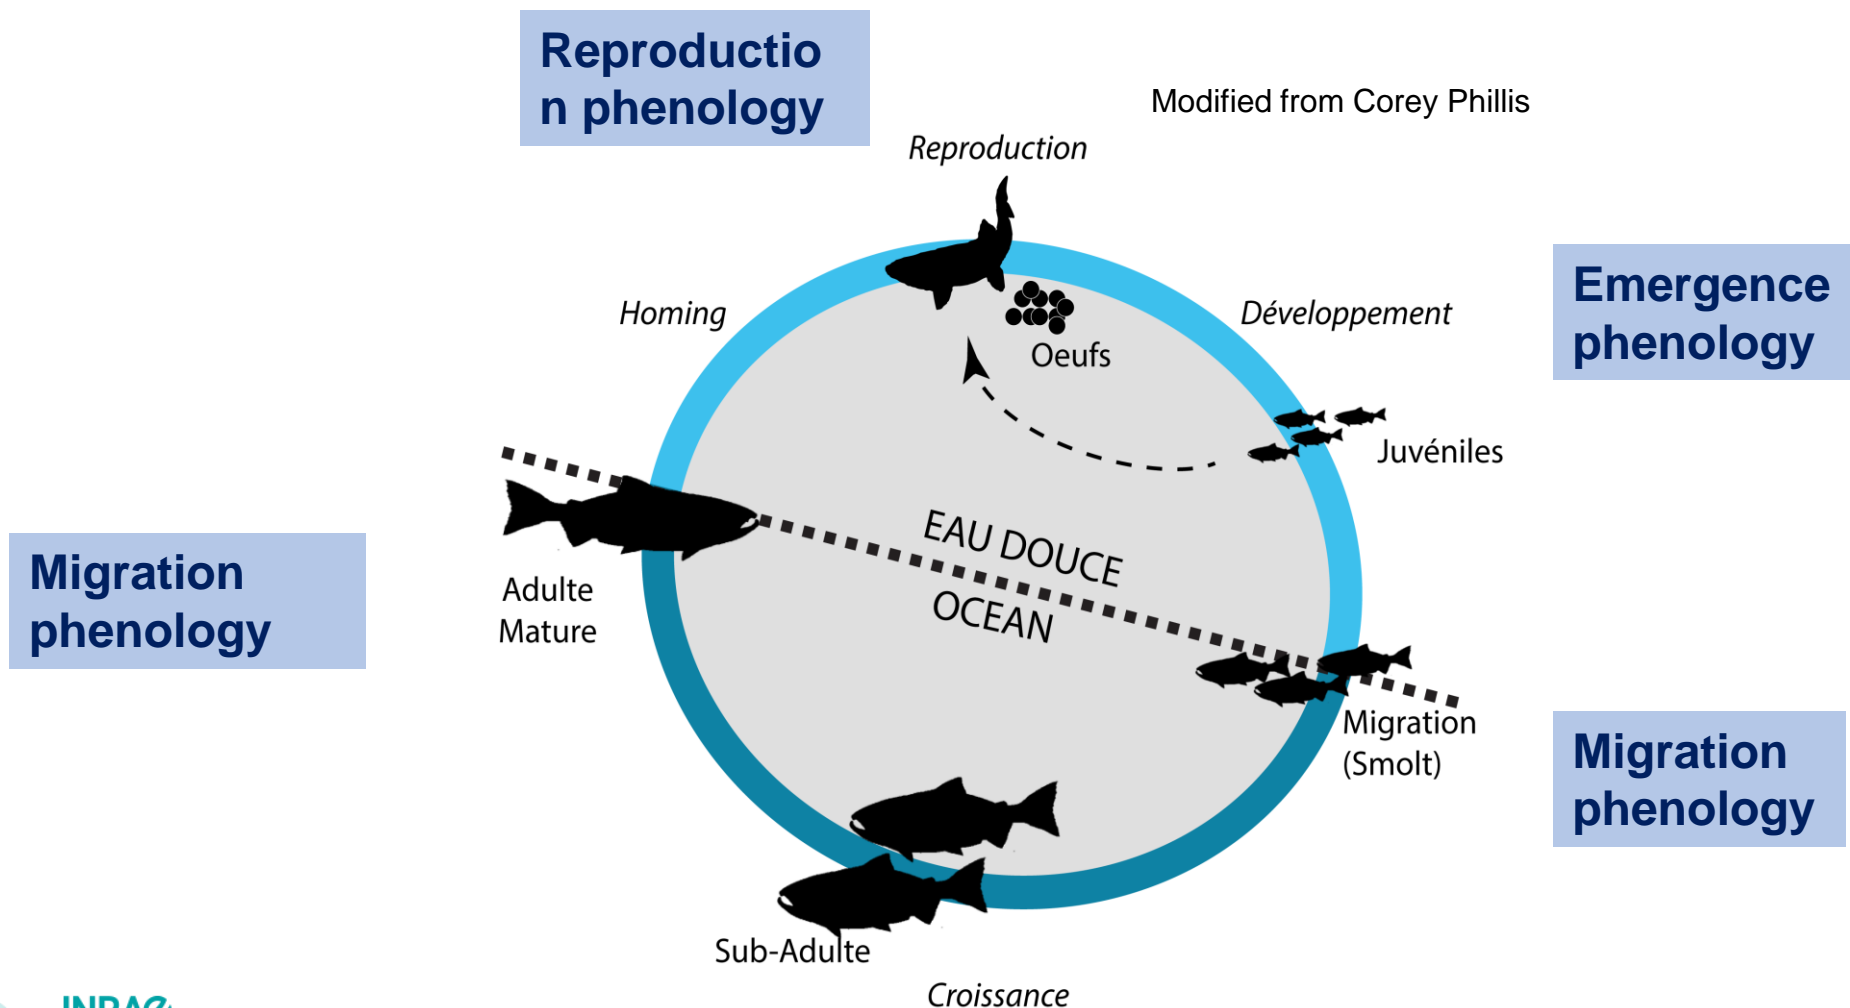 Reproductio
n phenology
Modified from Corey Phillis
Reproduction
Homing
Développement
Emergence
phenology
Oeufs
Juvéniles
EAU DOUCE
OCEAN
Migration
phenology
Adulte
Mature
Migration
(Smolt)
Migration
phenology
Sub-Adulte
Croissance
INRAE